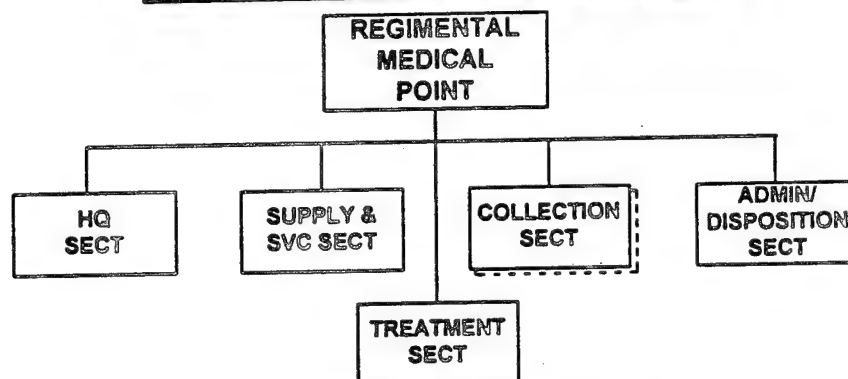 REGIMENTAL
MEDICAL
POINT
HQ
SECT
SUPPLY &
SVC SECT
COLLECTION
SECT
ADMIN/
DISPOSITION
SECT
TREATMENT
SECT